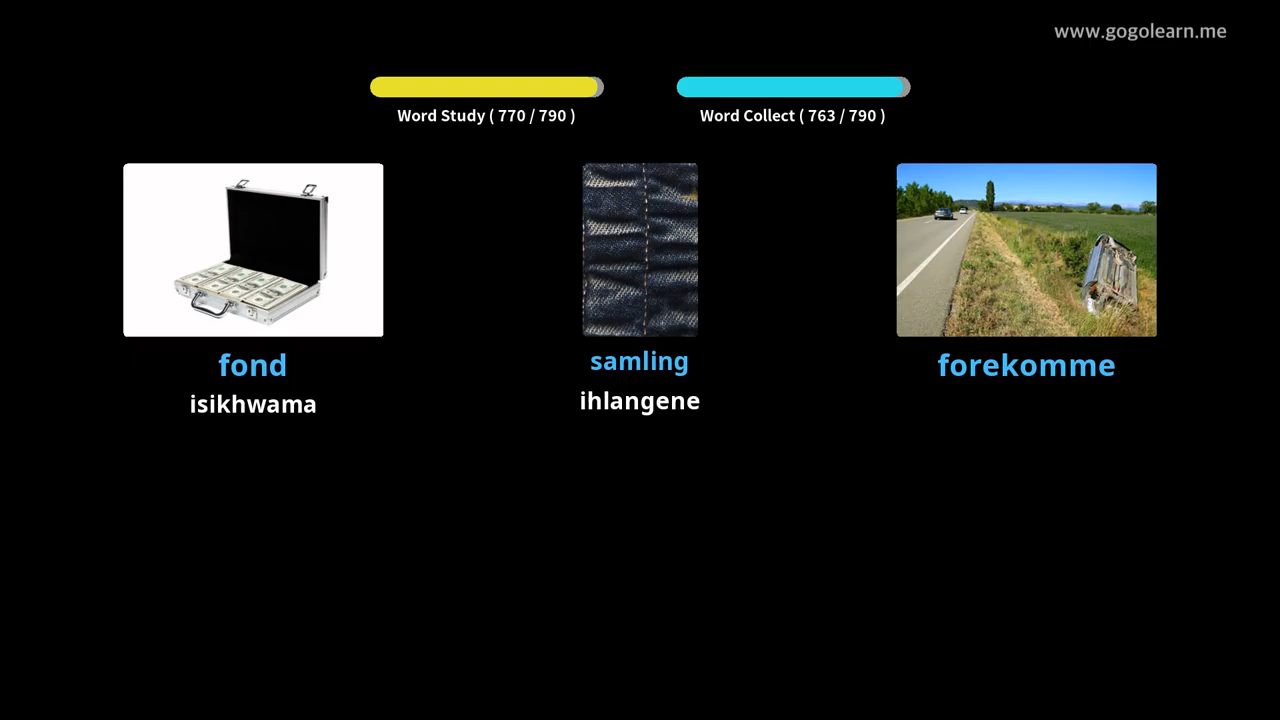 www.gogolearn.me
Word Study ( 770 / 790 )
Word Collect ( 763 / 790 )
fond
isikhwama
samling
ihlangene
forekomme